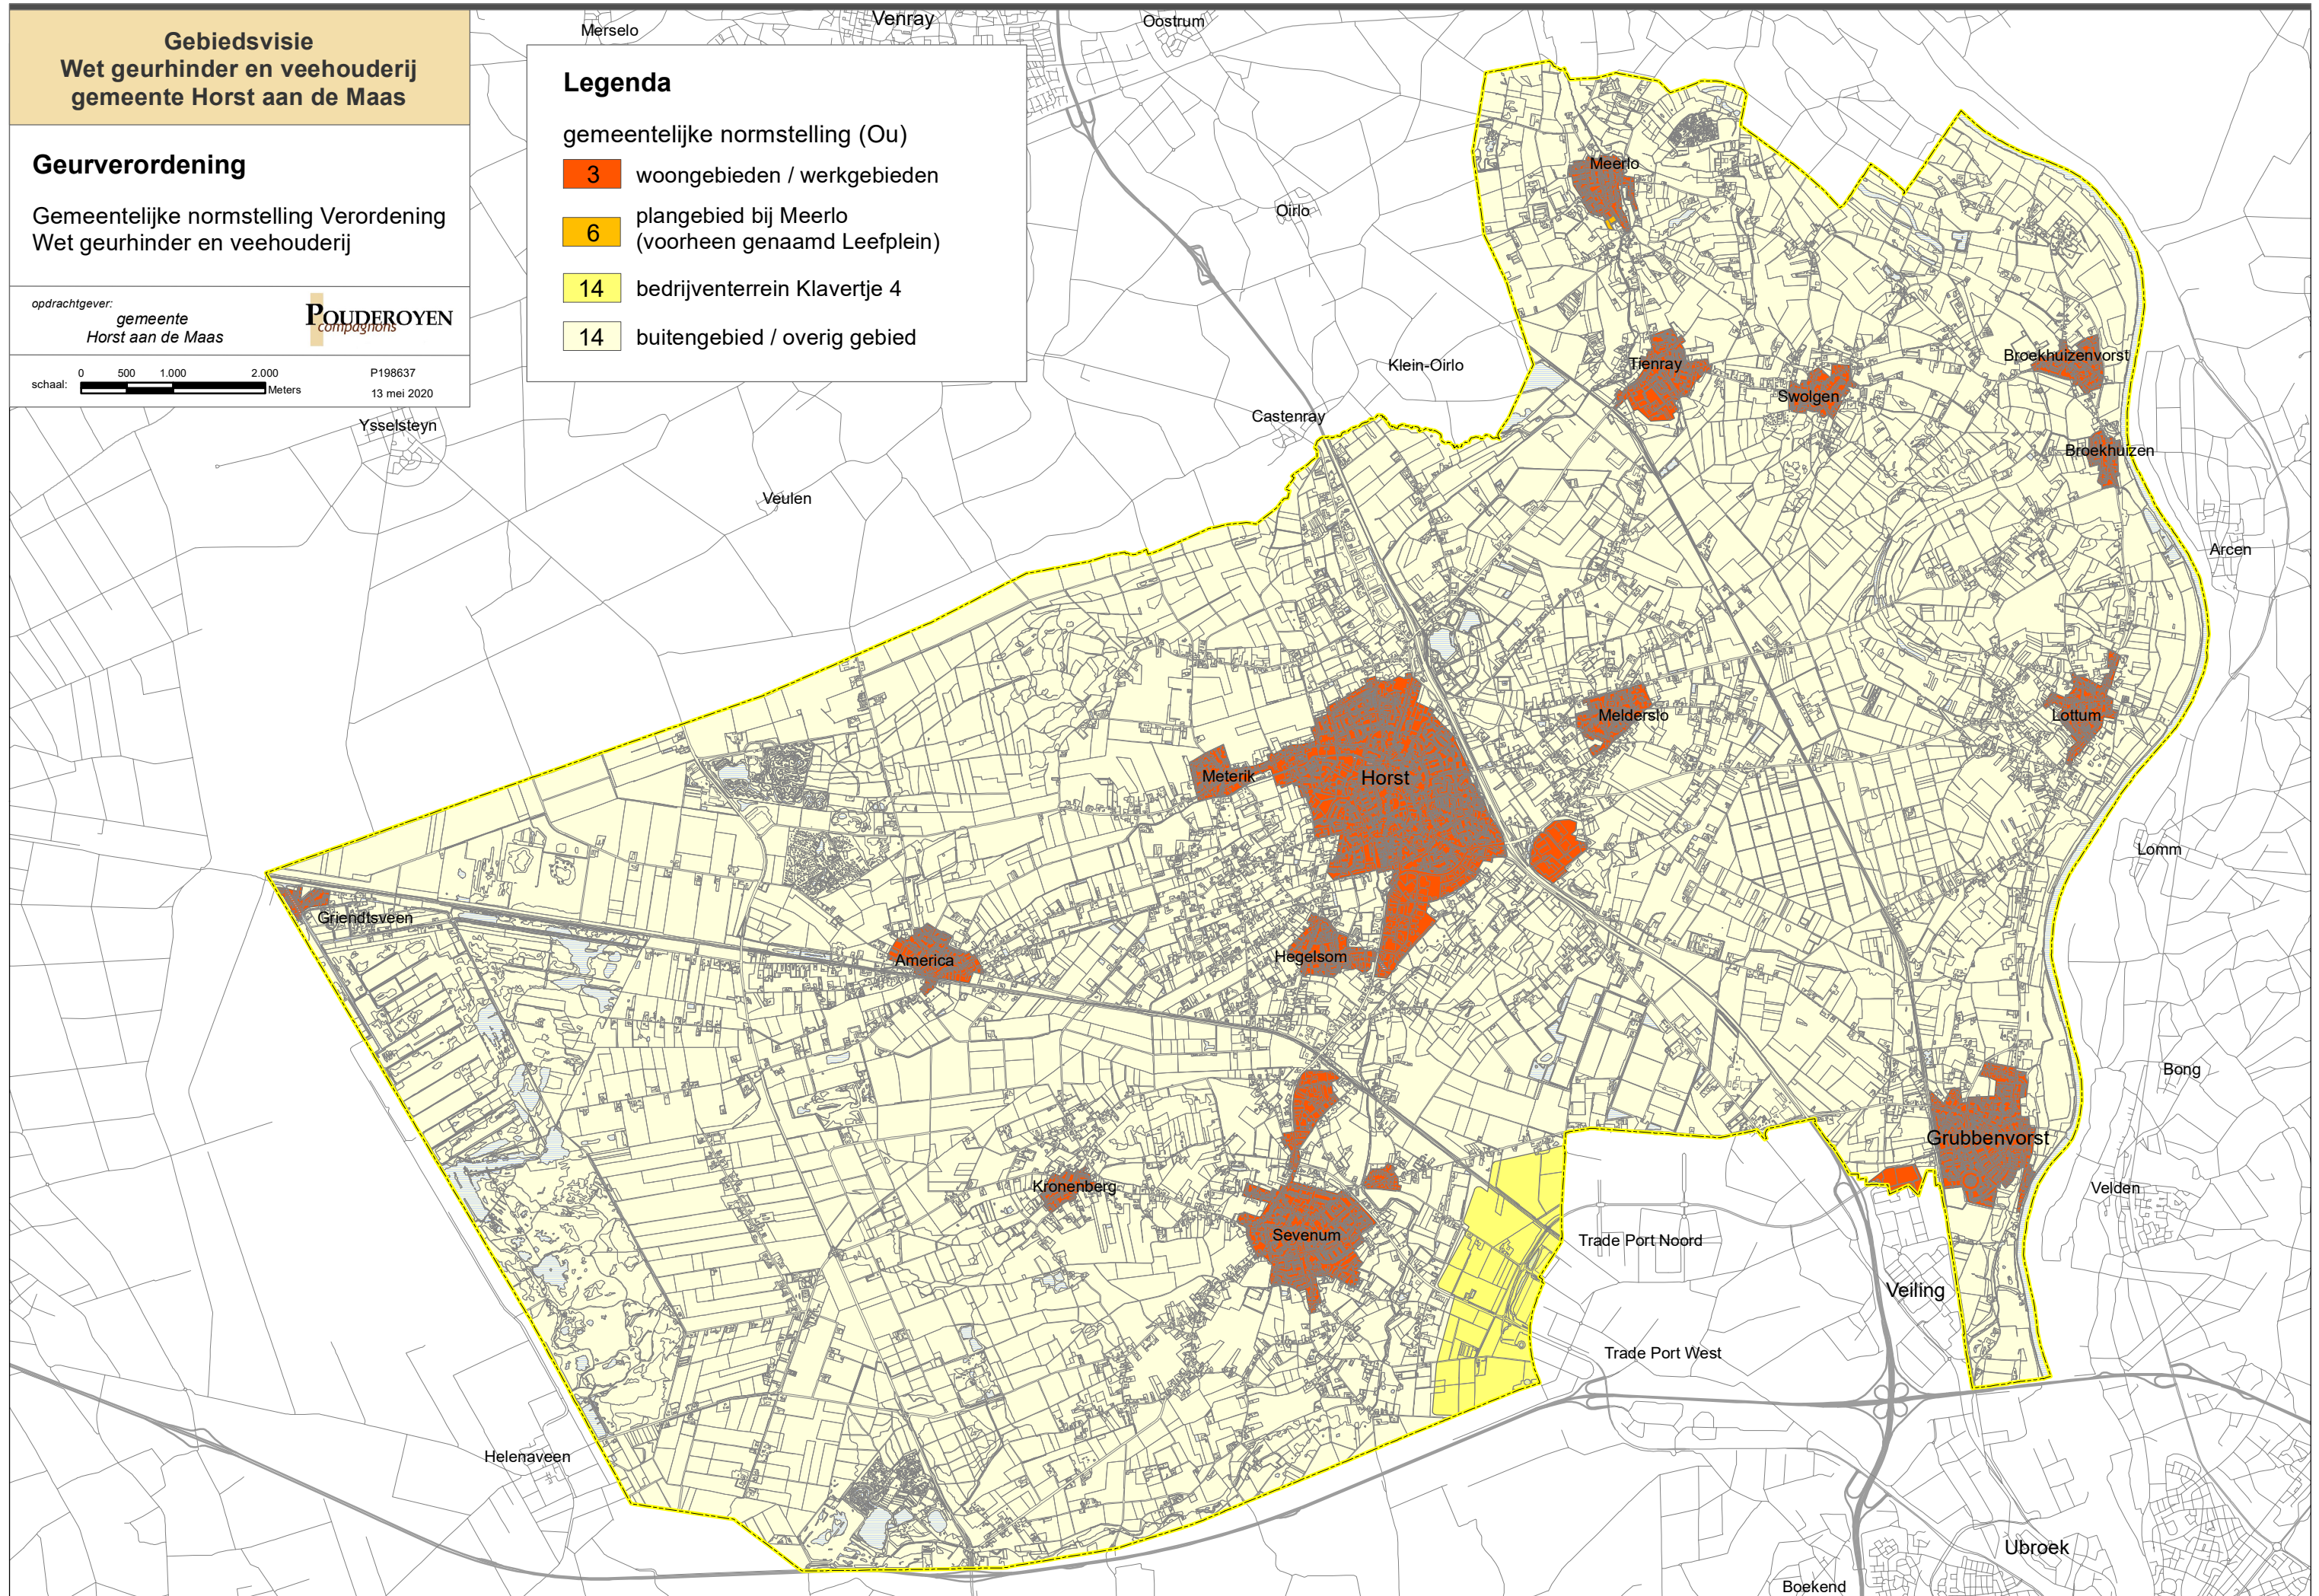 Gebiedsvisie
Wet geurhinder en veehouderij
gemeente Horst aan de Maas
Geurverordening
Gemeentelijke normstelling Verordening
Wet geurhinder en veehouderij
opdrachtgever:
gemeente
Horst aan de Maas
POUDEROYEN
compagnons
schaal:
0 500 1.000 2.000
Meters
P198637
13 mei 2020
Legenda
gemeentelijke normstelling (Ou)
3 woongebieden / werkgebieden
6 plangebied bij Meerlo
(voorheen genaamd Leefplein)
14 bedrijventerrein Klavertje 4
14 buitengebied / overig gebied
Merselo
Venray
Oostrum
Meerlo
Oirlo
Broekhuizenvorst
Tienray
Klein-Oirlo
Swolgen
Castenray
Ysselsteyn
Broekhuizen
Veulen
Arcen
Melderslo
Lottum
Meterik
Horst
Lomm
Griendtsveen
America
Hegelsom
Bong
Grubbenvorst
Kronenberg
Velden
Sevenum
Trade Port Noord
Veiling
Trade Port West
Helenaveen
Ubroek
Boekend